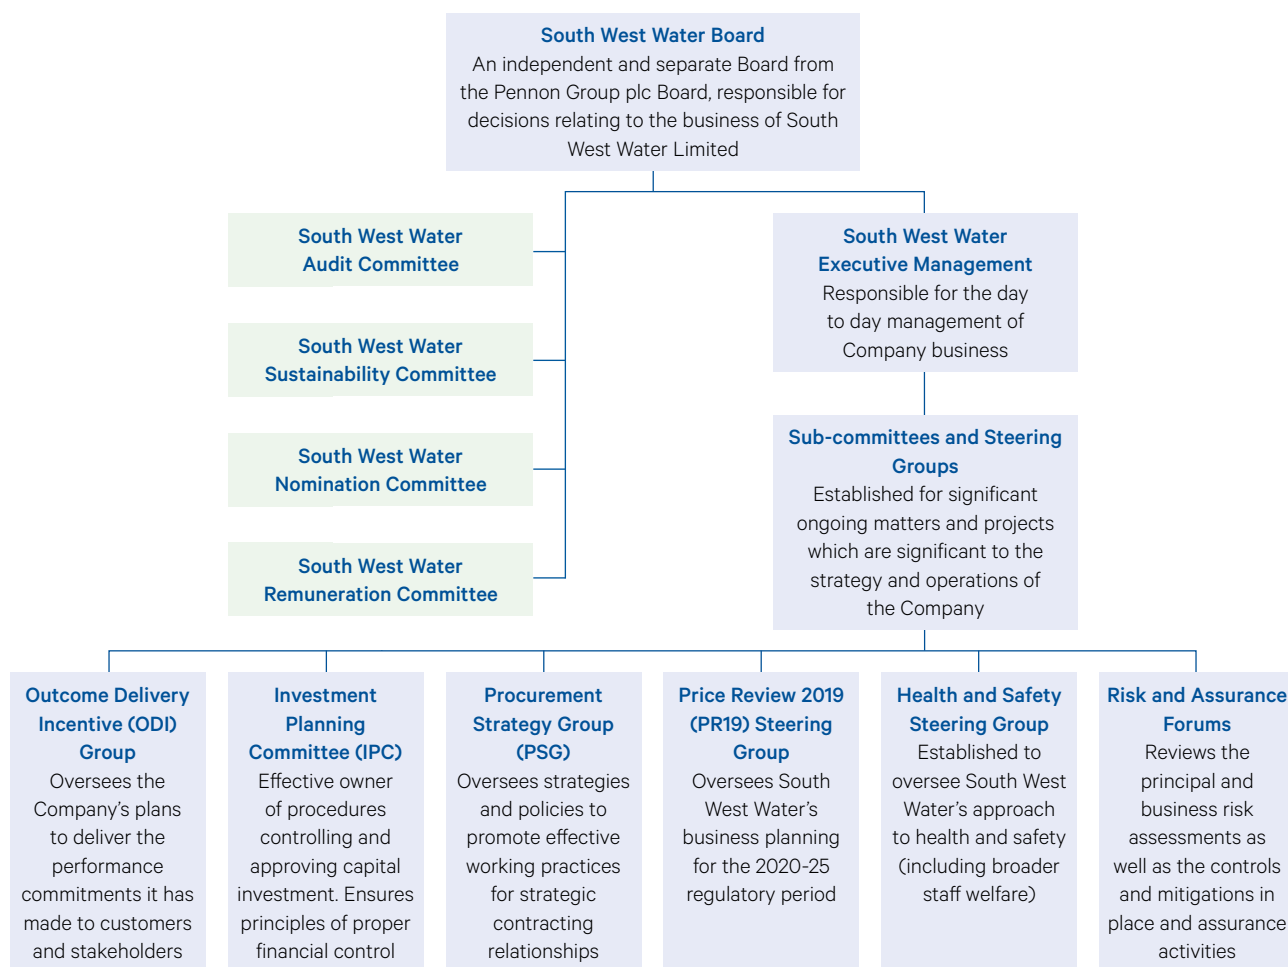 South West Water Board
An independent and separate Board from
the Pennon Group plc Board, responsible for
decisions relating to the business of South
West Water Limited
South West Water
Audit Committee
South West Water
Sustainability Committee
South West Water
Nomination Committee
South West Water
Remuneration Committee
South West Water
Executive Management
Responsible for the day
to day management of
Company business
Sub-committees and Steering
Groups
Established for significant
ongoing matters and projects
which are significant to the
strategy and operations of
the Company
Outcome Delivery
Incentive (ODI)
Group
Oversees the
Company’s plans
to deliver the
performance
commitments it has
made to customers
and stakeholders
Investment
Planning
Committee (IPC)
Effective owner
of procedures
controlling and
approving capital
investment. Ensures
principles of proper
financial control
Procurement
Strategy Group
(PSG)
Oversees strategies
and policies to
promote effective
working practices
for strategic
contracting
relationships
Price Review 2019
(PR19) Steering
Group
Oversees South
West Water’s
business planning
for the 2020-25
regulatory period
Health and Safety
Steering Group
Established to
oversee South West
Water’s approach
to health and safety
(including broader
staff welfare)
Risk and Assurance
Forums
Reviews the
principal and
business risk
assessments as
well as the controls
and mitigations in
place and assurance
activities